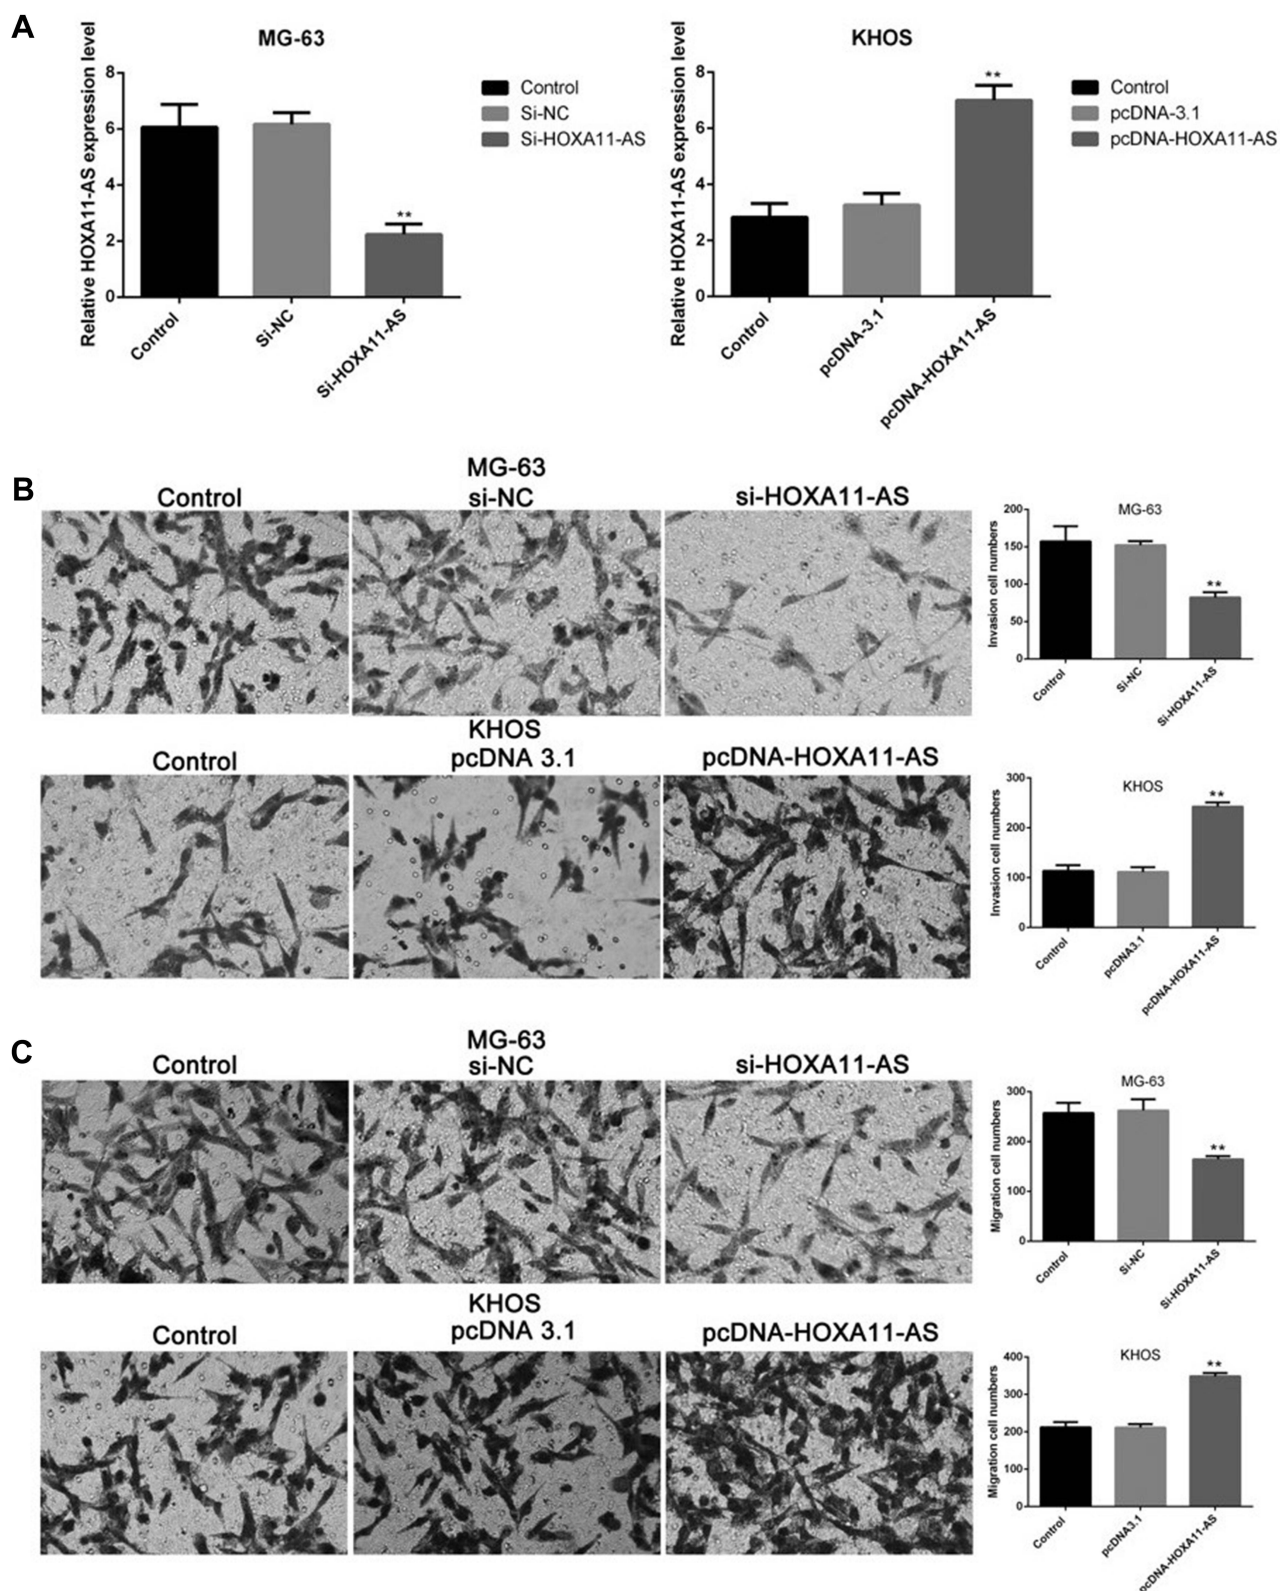 A
MG-63
Relative HOXA11-AS expression level
8
6
4
2
0
Control
Si-NC
Si-HOXA11-AS
Control
Si-NC
Si-HOXA11-AS
KHOS
Relative HOXA11-AS expression level
8
6
4
2
0
**
**
Control
pcDNA-3.1
pcDNA-HOXA11-AS
Control
pcDNA-3.1
pcDNA-HOXA11-AS
B
MG-63
Control
si-NC
si-HOXA11-AS
MG-63
Invasion cell numbers
200
150
100
50
0
**
Control
Si-NC
Si-HOXA11-AS
KHOS
Control
pcDNA 3.1
pcDNA-HOXA11-AS
KHOS
Invasion cell numbers
300
200
100
0
**
Control
pcDNA3.1
pcDNA-HOXA11-AS
C
MG-63
Control
si-NC
si-HOXA11-AS
MG-63
Migration cell numbers
300
200
100
0
**
Control
Si-NC
Si-HOXA11-AS
KHOS
Control
pcDNA 3.1
pcDNA-HOXA11-AS
KHOS
Migration cell numbers
400
300
200
100
0
**
Control
pcDNA3.1
pcDNA-HOXA11-AS